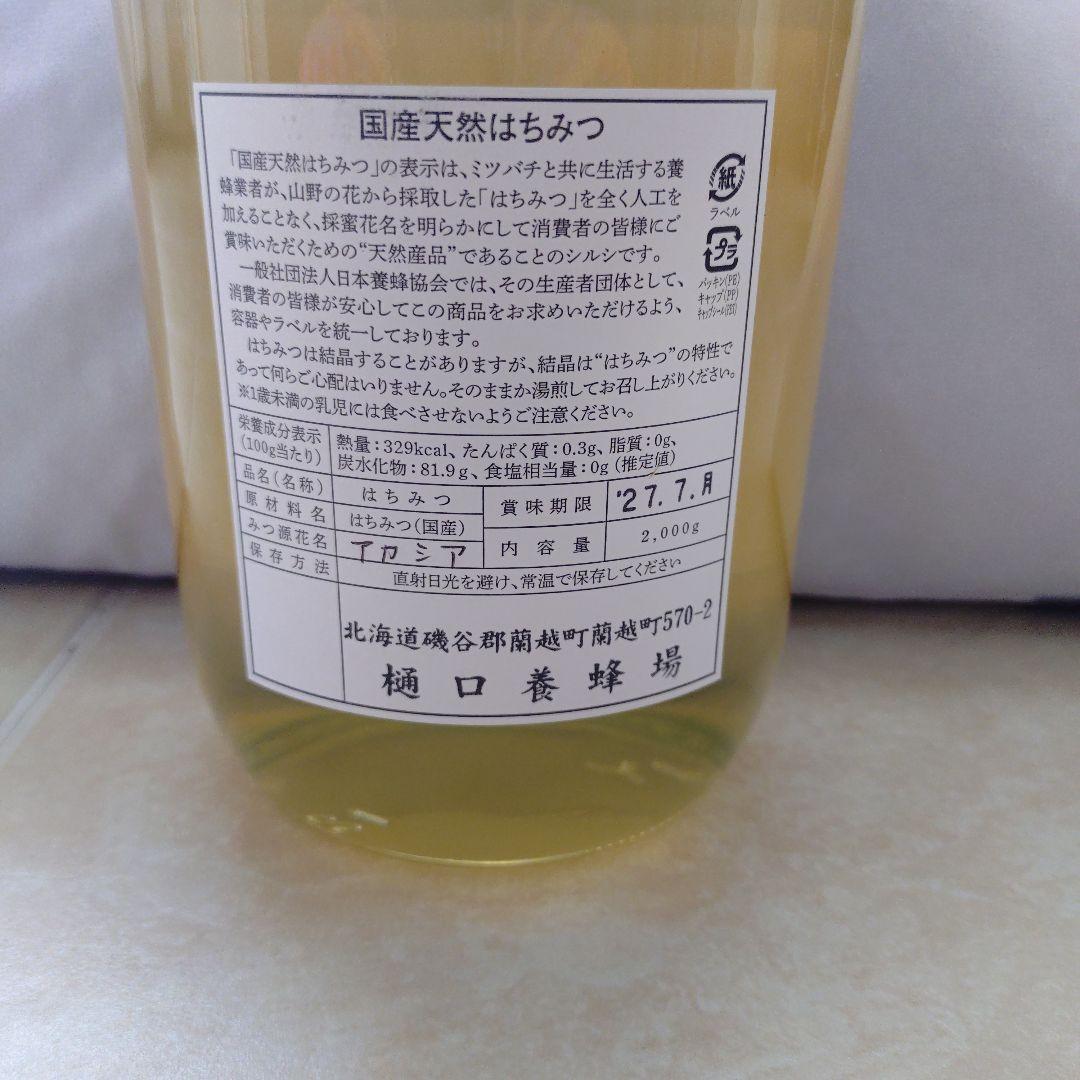 国産天然はちみつ
「国産天然はちみつ」の表示は、ミツバチと共に生活する養
蜂業者が、山野の花から採取した「はちみつ」を全く人工を
加えることなく、採蜜花名を明らかにして消費者の皆様にご
賞味いただくための“天然産品”であることのシルシです。
一般社団法人日本養蜂協会では、その生産者団体として、
消費者の皆様が安心してこの商品をお求めいただけるよう、
容器やラベルを統一しております。
はちみつは結晶することがありますが、結晶は“はちみつ”の特性で
あって何らご心配はいりません。そのままか湯煎してお召し上がりください。
※1歳未満の乳児には食べさせないようご注意ください。
紙
ラベル
プラ
パッキン(PE)
キャップ(PP)
キャップシール(PET)
栄養成分表示
(100g当たり)
熱量:329kcal、たんぱく質:0.3g、脂質:0g、
炭水化物:81.9g、食塩相当量:0g(推定値)
品名(名称) はちみつ
原材料名 はちみつ(国産)
みつ源花名 アカシア
賞味期限 '27.7.月
内容量 2,000g
保存方法 直射日光を避け、常温で保存してください
北海道磯谷郡蘭越町蘭越町570-2
樋口養蜂場